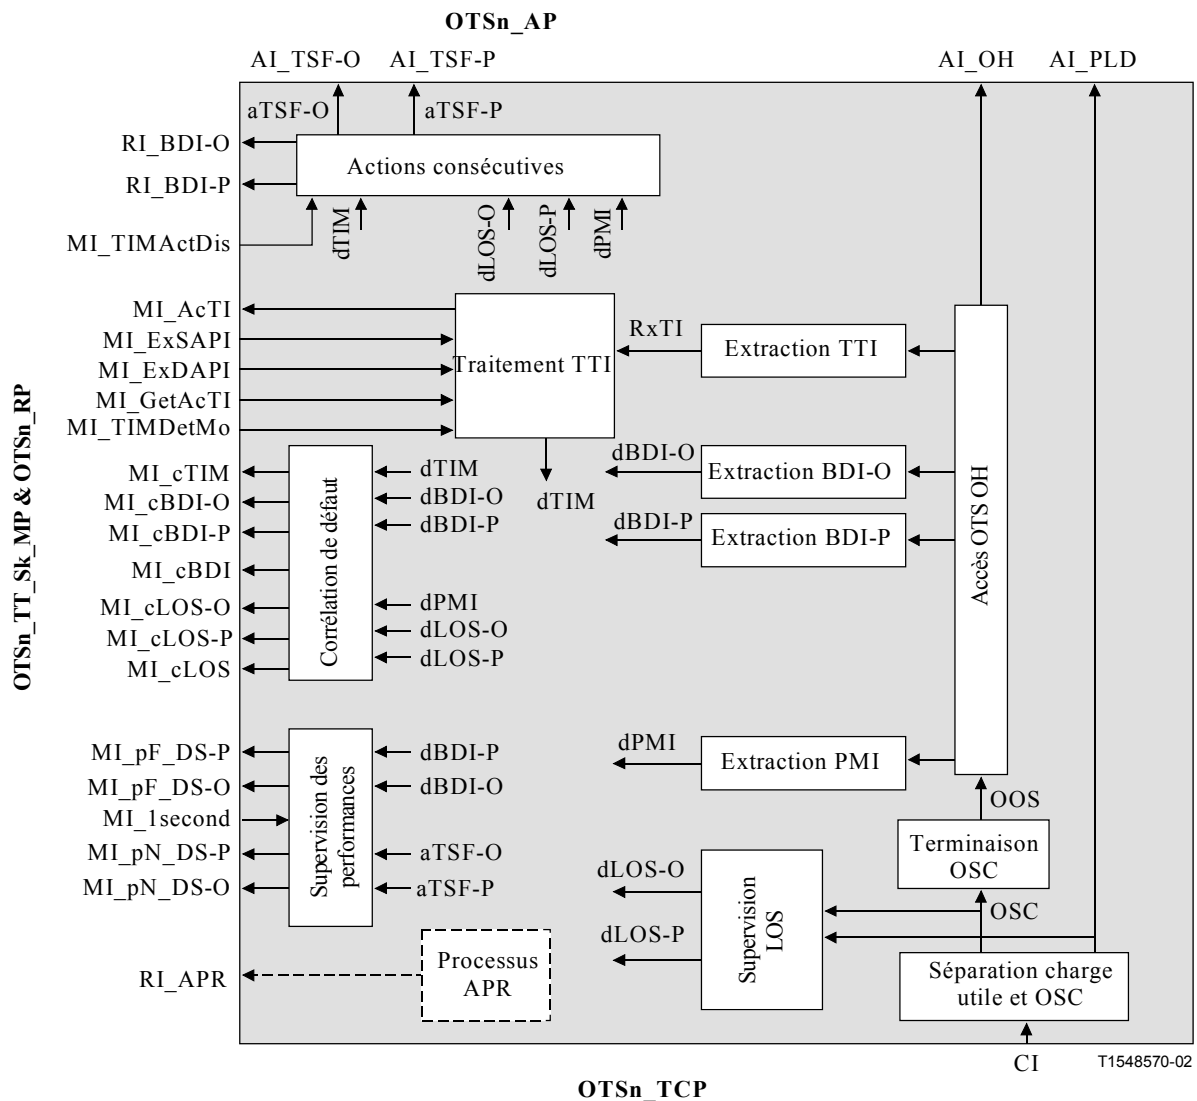 OTSn_AP
AI_TSF-O
AI_TSF-P
AI_OH
AI_PLD
aTSF-O
aTSF-P
RI_BDI-O
RI_BDI-P
Actions consécutives
MI_TIMActDis
dTIM
dLOS-O
dLOS-P
dPMI
MI_AcTI
MI_ExSAPI
MI_ExDAPI
MI_GetAcTI
MI_TIMDetMo
Traitement TTI
RxTI
Extraction TTI
dTIM
dBDI-O
Extraction BDI-O
dBDI-P
Extraction BDI-P
Accès OTS OH
OTSn_TT_Sk_MP & OTSn_RP
MI_cTIM
MI_cBDI-O
MI_cBDI-P
MI_cBDI
MI_cLOS-O
MI_cLOS-P
MI_cLOS
Corrélation de défaut
dTIM
dBDI-O
dBDI-P
dPMI
dLOS-O
dLOS-P
MI_pF_DS-P
MI_pF_DS-O
MI_1second
MI_pN_DS-P
MI_pN_DS-O
Supervision des
performances
dBDI-P
dBDI-O
aTSF-O
aTSF-P
dPMI
Extraction PMI
OOS
Terminaison
OSC
OSC
dLOS-O
dLOS-P
Supervision
LOS
RI_APR
Processus
APR
Séparation charge
utile et OSC
CI
T1548570-02
OTSn_TCP